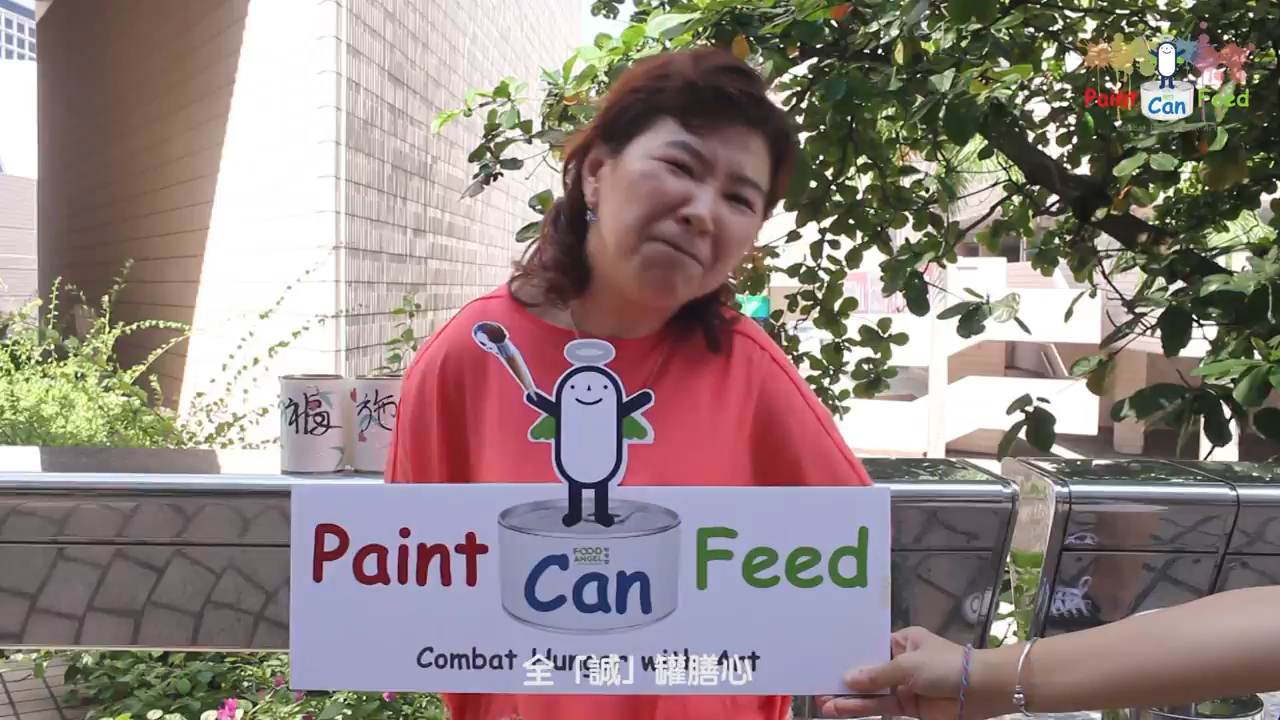 Paint Can Feed
福 施
FOOD
ANGEL
Paint Can Feed
Combat Hunger with Art
全「誠」罐膳心